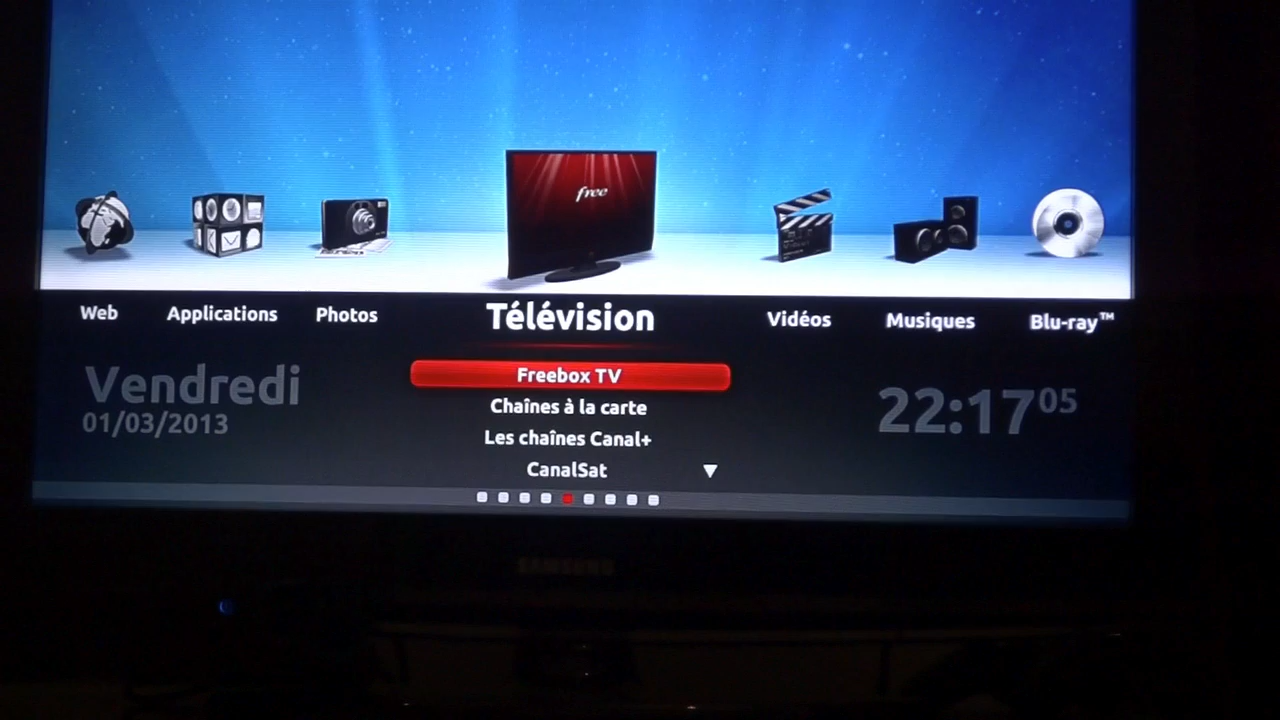 free
Web
Applications
Photos
Télévision
Vidéos
Musiques
Blu-ray™
Vendredi
01/03/2013
Freebox TV
Chaînes à la carte
Les chaînes Canal+
CanalSat
22:17 05
SAMSUNG